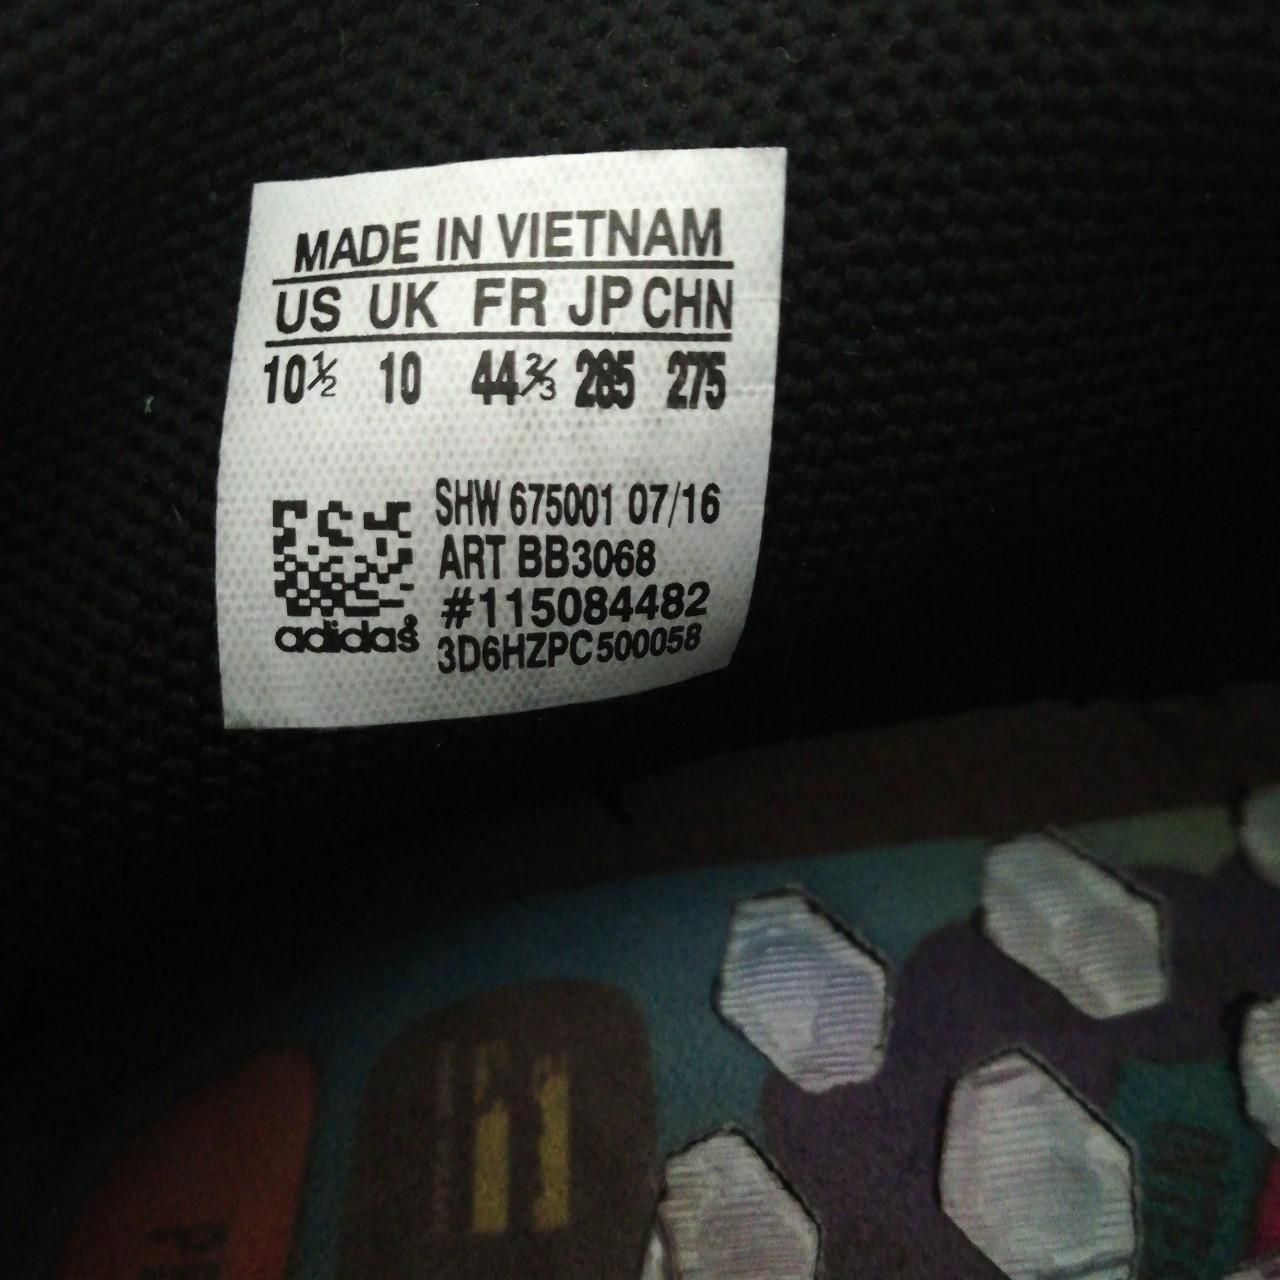 MADE IN VIETNAM
US UK FR JP CHN
10½ 10 44⅔ 285 275
SHW 675001 07/16
ART BB3068
#115084482
adidas®
3D6HZPC500058